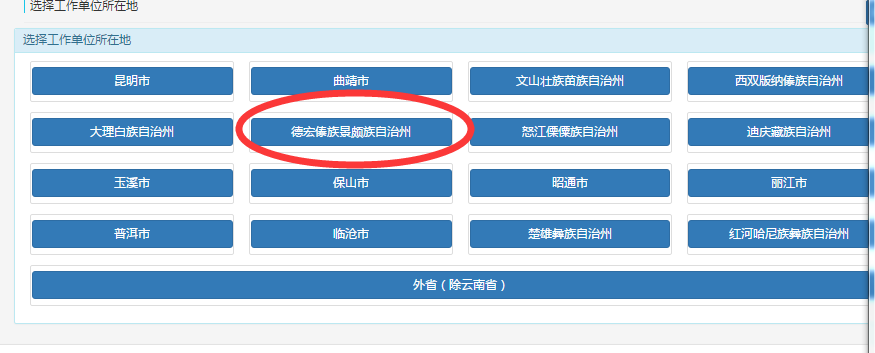 选择工作单位所在地
选择工作单位所在地
昆明市 曲靖市 文山壮族苗族自治州 西双版纳傣族自治州
大理白族自治州 德宏傣族景颇族自治州 怒江傈僳族自治州 迪庆藏族自治州
玉溪市 保山市 昭通市 丽江市
普洱市 临沧市 楚雄彝族自治州 红河哈尼族彝族自治州
外省（除云南省）